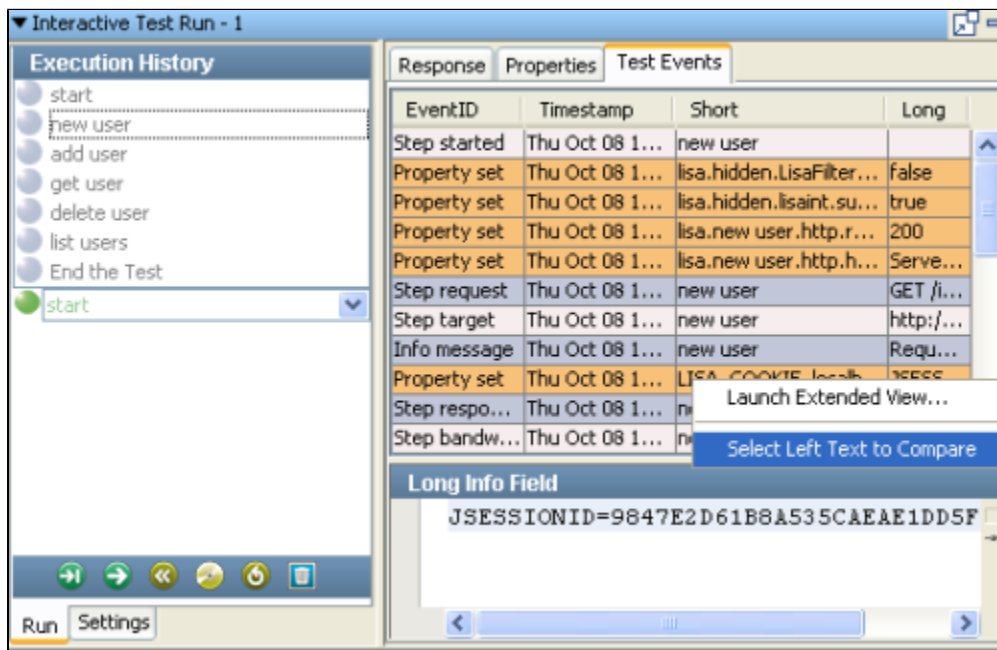 Interactive Test Run - 1
Execution History
start
new user
add user
get user
delete user
list users
End the Test
start
Run Settings
Response Properties Test Events
EventID Timestamp Short Long
Step started Thu Oct 08 1... new user
Property set Thu Oct 08 1... lisa.hidden.LisaFilter... false
Property set Thu Oct 08 1... lisa.hidden.lisaint.su... true
Property set Thu Oct 08 1... lisa.new user.http.r... 200
Property set Thu Oct 08 1... lisa.new user.http.h... Serve...
Step request Thu Oct 08 1... new user GET /i...
Step target Thu Oct 08 1... new user http:/...
Info message Thu Oct 08 1... new user Requ...
Property set Thu Oct 08 1... LISA_COOKIE_localh... JSESS...
Step respo... Thu Oct 08 1...
Step bandw... Thu Oct 08 1...
Launch Extended View...
Select Left Text to Compare
Long Info Field
JSESSIONID=9847E2D61B8A535CAEAE1DD5F